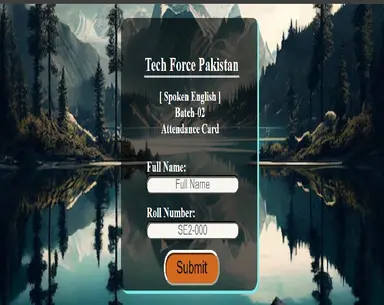 Tech Force Pakistan
[ Spoken English ]
Batch-02
Attendance Card
Full Name:
Full Name
Roll Number:
SE2-000
Submit